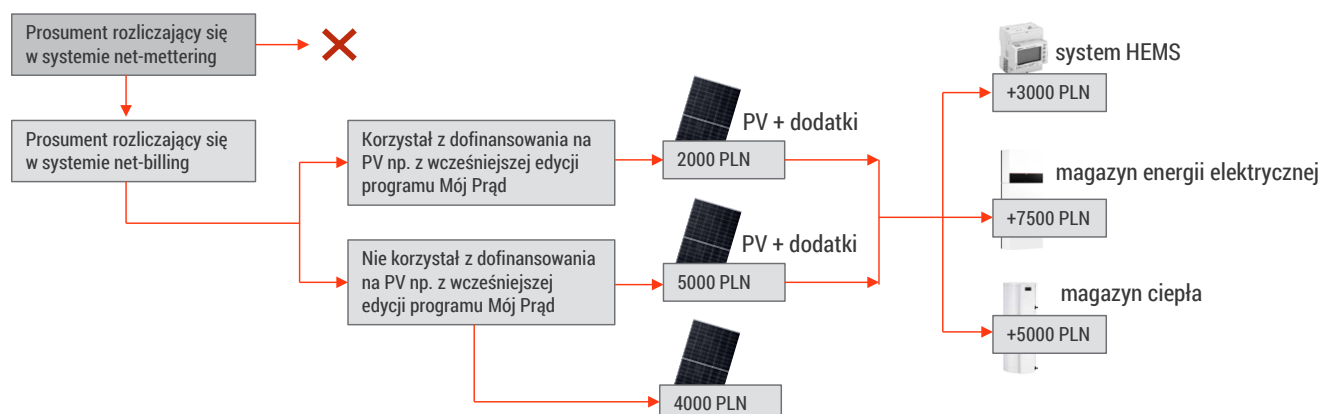 Prosument rozliczający się
w systemie net-mettering
Prosument rozliczający się
w systemie net-billing
Korzystał z dofinansowania na
PV np. z wcześniejszej edycji
programu Mój Prąd
Nie korzystał z dofinansowania
na PV np. z wcześniejszej
edycji programu Mój Prąd
PV + dodatki
2000 PLN
PV + dodatki
5000 PLN
4000 PLN
system HEMS
+3000 PLN
magazyn energii elektrycznej
+7500 PLN
magazyn ciepła
+5000 PLN